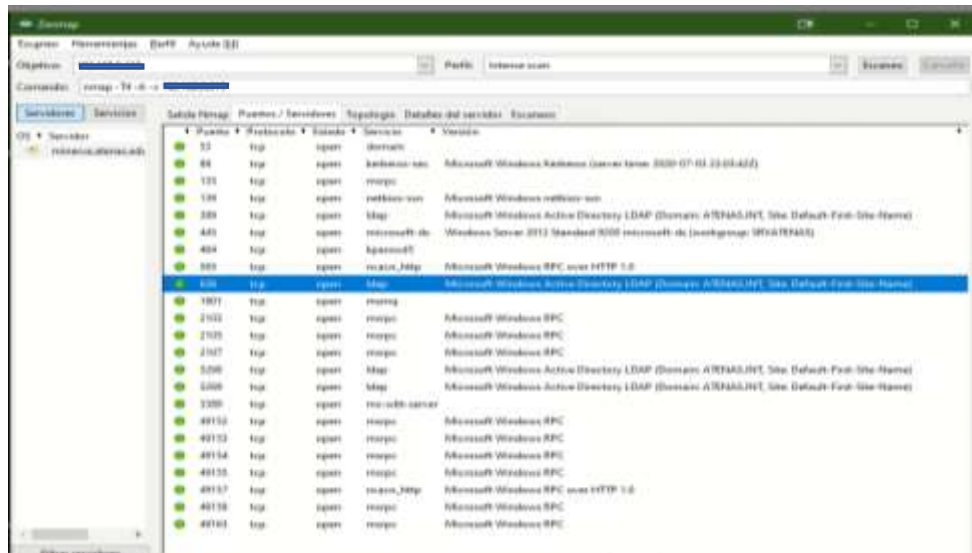 Zenmap
Escaneo Herramientas Perfil Ayuda
Objetivo: Perfil: Intense scan Escaneo Cancelar
Comando: nmap -T4 -A -v
Servidores Servicios Salida Nmap Puertos / Servidores Topología Detalles del servidor Escaneos
OS Servidor Puerto Protocolo Estado Servicio Versión
53 tcp open domain
88 tcp open kerberos-sec Microsoft Windows Kerberos (server time:
135 tcp open msrpc
139 tcp open netbios-ssn Microsoft Windows netbios-ssn
389 tcp open ldap Microsoft Windows Active Directory LDAP (Domain: ATENAS.INT, Site: Default-First-Site-Name)
445 tcp open microsoft-ds Windows Server 2012 Standard 9200 microsoft-ds (workgroup: SRVATENAS)
464 tcp open kpasswd5
593 tcp open ncacn_http Microsoft Windows RPC over HTTP 1.0
636 tcp open ldap Microsoft Windows Active Directory LDAP (Domain: ATENAS.INT, Site: Default-First-Site-Name)
1801 tcp open msmq
2103 tcp open msrpc Microsoft Windows RPC
2105 tcp open msrpc Microsoft Windows RPC
2107 tcp open msrpc Microsoft Windows RPC
3268 tcp open ldap Microsoft Windows Active Directory LDAP (Domain: ATENAS.INT, Site: Default-First-Site-Name)
3269 tcp open ldap Microsoft Windows Active Directory LDAP (Domain: ATENAS.INT, Site: Default-First-Site-Name)
3389 tcp open ms-wbt-server
49152 tcp open msrpc Microsoft Windows RPC
49153 tcp open msrpc Microsoft Windows RPC
49154 tcp open msrpc Microsoft Windows RPC
49155 tcp open msrpc Microsoft Windows RPC
49157 tcp open ncacn_http Microsoft Windows RPC over HTTP 1.0
49158 tcp open msrpc Microsoft Windows RPC
tcp open msrpc Microsoft Windows RPC